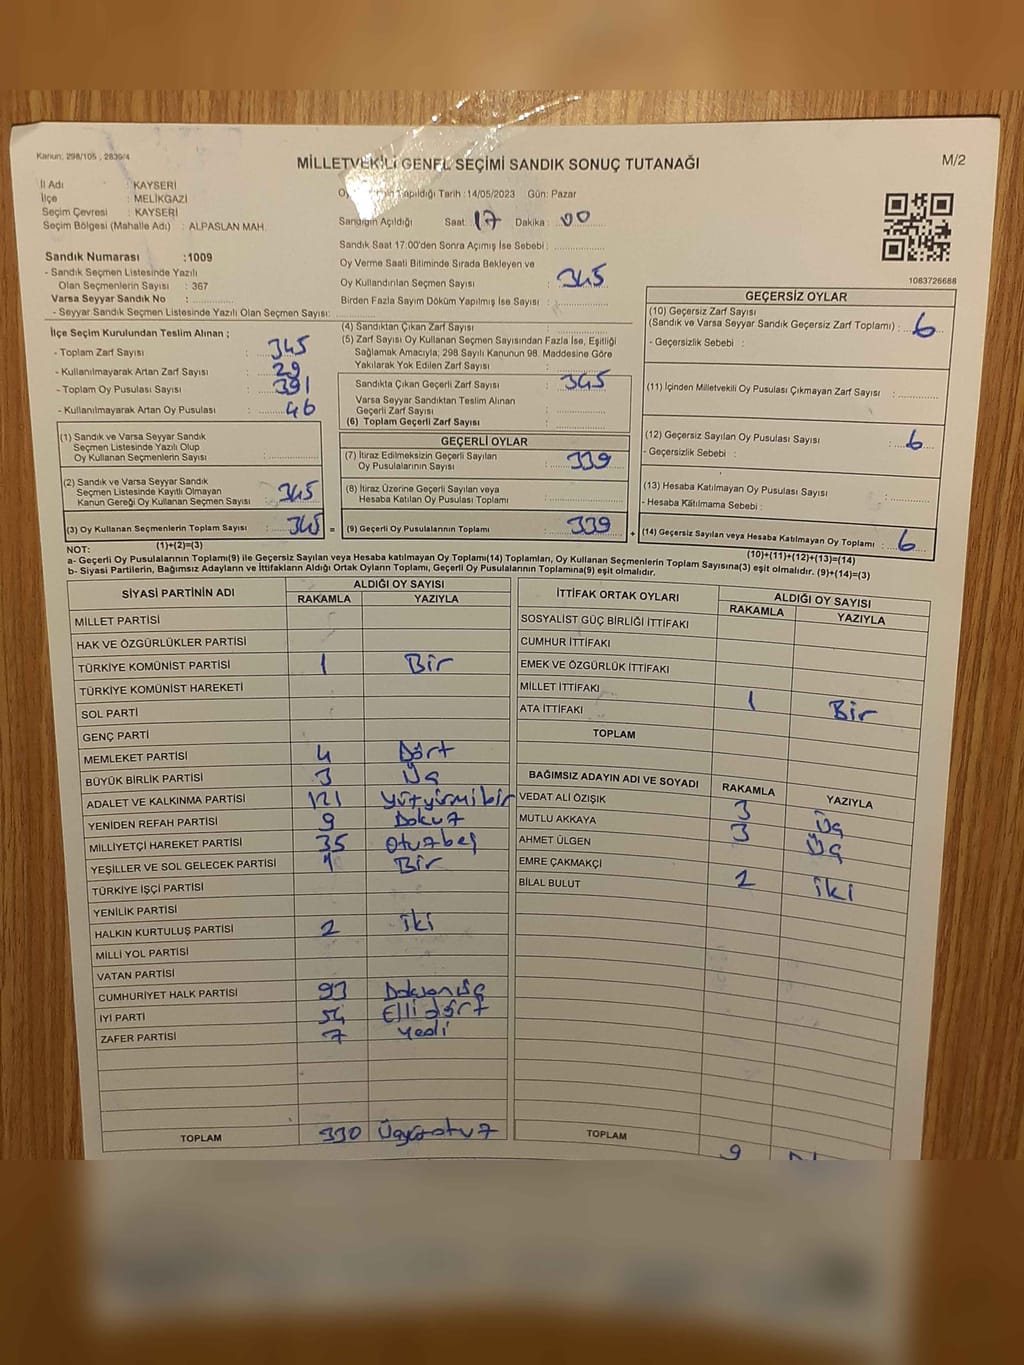 Kanun: 298/105 , 2839/4
MİLLETVEKİLİ GENEL SEÇİMİ SANDIK SONUÇ TUTANAĞI
M/2
İl Adı : KAYSERİ
İlçe : MELİKGAZİ
Seçim Çevresi : KAYSERİ
Seçim Bölgesi (Mahalle Adı) : ALPASLAN MAH.
Sandık Numarası :1009
- Sandık Seçmen Listesinde Yazılı
Olan Seçmenlerin Sayısı : 367
Varsa Seyyar Sandık No :
- Seyyar Sandık Seçmen Listesinde Yazılı Olan Seçmen Sayısı:
Yapıldığı Tarih :14/05/2023 Gün: Pazar
Sandığın Açıldığı Saat: 17 Dakika : 00
Sandık Saat 17:00'den Sonra Açımış İse Sebebi :
Oy Verme Saati Bitiminde Sırada Bekleyen ve
Oy Kullandırılan Seçmen Sayısı : 345
Birden Fazla Sayım Döküm Yapılmış İse Sayısı :
1083726688
İlçe Seçim Kurulundan Teslim Alınan ;
- Toplam Zarf Sayısı : 345
- Kullanılmayarak Artan Zarf Sayısı : 29
- Toplam Oy Pusulası Sayısı : 391
- Kullanılmayarak Artan Oy Pusulası : 46
(1) Sandık ve Varsa Seyyar Sandık
Seçmen Listesinde Yazılı Olup
Oy Kullanan Seçmenlerin Sayısı :
(2) Sandık ve Varsa Seyyar Sandık
Seçmen Listesinde Kayıtlı Olmayan
Kanun Gereği Oy Kullanan Seçmen Sayısı : 345
(3) Oy Kullanan Seçmenlerin Toplam Sayısı : 345 =
(1)+(2)=(3)
(4) Sandıktan Çıkan Zarf Sayısı :
(5) Zarf Sayısı Oy Kullanan Seçmen Sayısından Fazla İse, Eşitliği
Sağlamak Amacıyla; 298 Sayılı Kanunun 98. Maddesine Göre
Yakılarak Yok Edilen Zarf Sayısı :
Sandıkta Çıkan Geçerli Zarf Sayısı : 345
Varsa Seyyar Sandıktan Teslim Alınan
Geçerli Zarf Sayısı :
(6) Toplam Geçerli Zarf Sayısı :
GEÇERLİ OYLAR
(7) İtiraz Edilmeksizin Geçerli Sayılan
Oy Pusulalarının Sayısı : 339
(8) İtiraz Üzerine Geçerli Sayılan veya
Hesaba Katılan Oy Pusulası Toplamı :
(9) Geçerli Oy Pusulalarının Toplamı : 339 +
GEÇERSİZ OYLAR
(10) Geçersiz Zarf Sayısı
(Sandık ve Varsa Seyyar Sandık Geçersiz Zarf Toplamı) : 6
- Geçersizlik Sebebi :
(11) İçinden Milletvekili Oy Pusulası Çıkmayan Zarf Sayısı :
(12) Geçersiz Sayılan Oy Pusulası Sayısı : 6
- Geçersizlik Sebebi :
(13) Hesaba Katılmayan Oy Pusulası Sayısı :
- Hesaba Katılmama Sebebi :
(14) Geçersiz Sayılan veya Hesaba Katılmayan Oy Toplamı : 6
(10)+(11)+(12)+(13)=(14)
NOT:
a- Geçerli Oy Pusulalarının Toplamı(9) ile Geçersiz Sayılan veya Hesaba katılmayan Oy Toplamı(14) Toplamları, Oy Kullanan Seçmenlerin Toplam Sayısına(3) eşit olmalıdır. (9)+(14)=(3)
b- Siyasi Partilerin, Bağımsız Adayların ve İttifakların Aldığı Ortak Oyların Toplamı, Geçerli Oy Pusulalarının Toplamına(9) eşit olmalıdır.
SİYASİ PARTİNİN ADI ALDIĞI OY SAYISI
RAKAMLA YAZIYLA
MİLLET PARTİSİ
HAK VE ÖZGÜRLÜKLER PARTİSİ
TÜRKİYE KOMÜNİST PARTİSİ 1 Bir
TÜRKİYE KOMÜNİST HAREKETİ
SOL PARTİ
GENÇ PARTİ
MEMLEKET PARTİSİ 4 Dört
BÜYÜK BİRLİK PARTİSİ 3 Üç
ADALET VE KALKINMA PARTİSİ 121 yüzyirmibir
YENİDEN REFAH PARTİSİ 9 Dokuz
MİLLİYETÇİ HAREKET PARTİSİ 35 otuzbeş
YEŞİLLER VE SOL GELECEK PARTİSİ 1 Bir
TÜRKİYE İŞÇİ PARTİSİ
YENİLİK PARTİSİ
HALKIN KURTULUŞ PARTİSİ 2 iki
MİLLİ YOL PARTİSİ
VATAN PARTİSİ
CUMHURİYET HALK PARTİSİ 93 Doksanüç
İYİ PARTİ 54 Elli dört
ZAFER PARTİSİ 7 yedi
TOPLAM 330 Üçyüzotuz
İTTİFAK ORTAK OYLARI ALDIĞI OY SAYISI
RAKAMLA YAZIYLA
SOSYALİST GÜÇ BİRLİĞİ İTTİFAKI
CUMHUR İTTİFAKI
EMEK VE ÖZGÜRLÜK İTTİFAKI
MİLLET İTTİFAKI 1 Bir
ATA İTTİFAKI
TOPLAM
BAĞIMSIZ ADAYIN ADI VE SOYADI RAKAMLA YAZIYLA
VEDAT ALİ ÖZIŞIK 3 Üç
MUTLU AKKAYA 3 Üç
AHMET ÜLGEN
EMRE ÇAKMAKÇİ 2 iki
BİLAL BULUT
TOPLAM 9